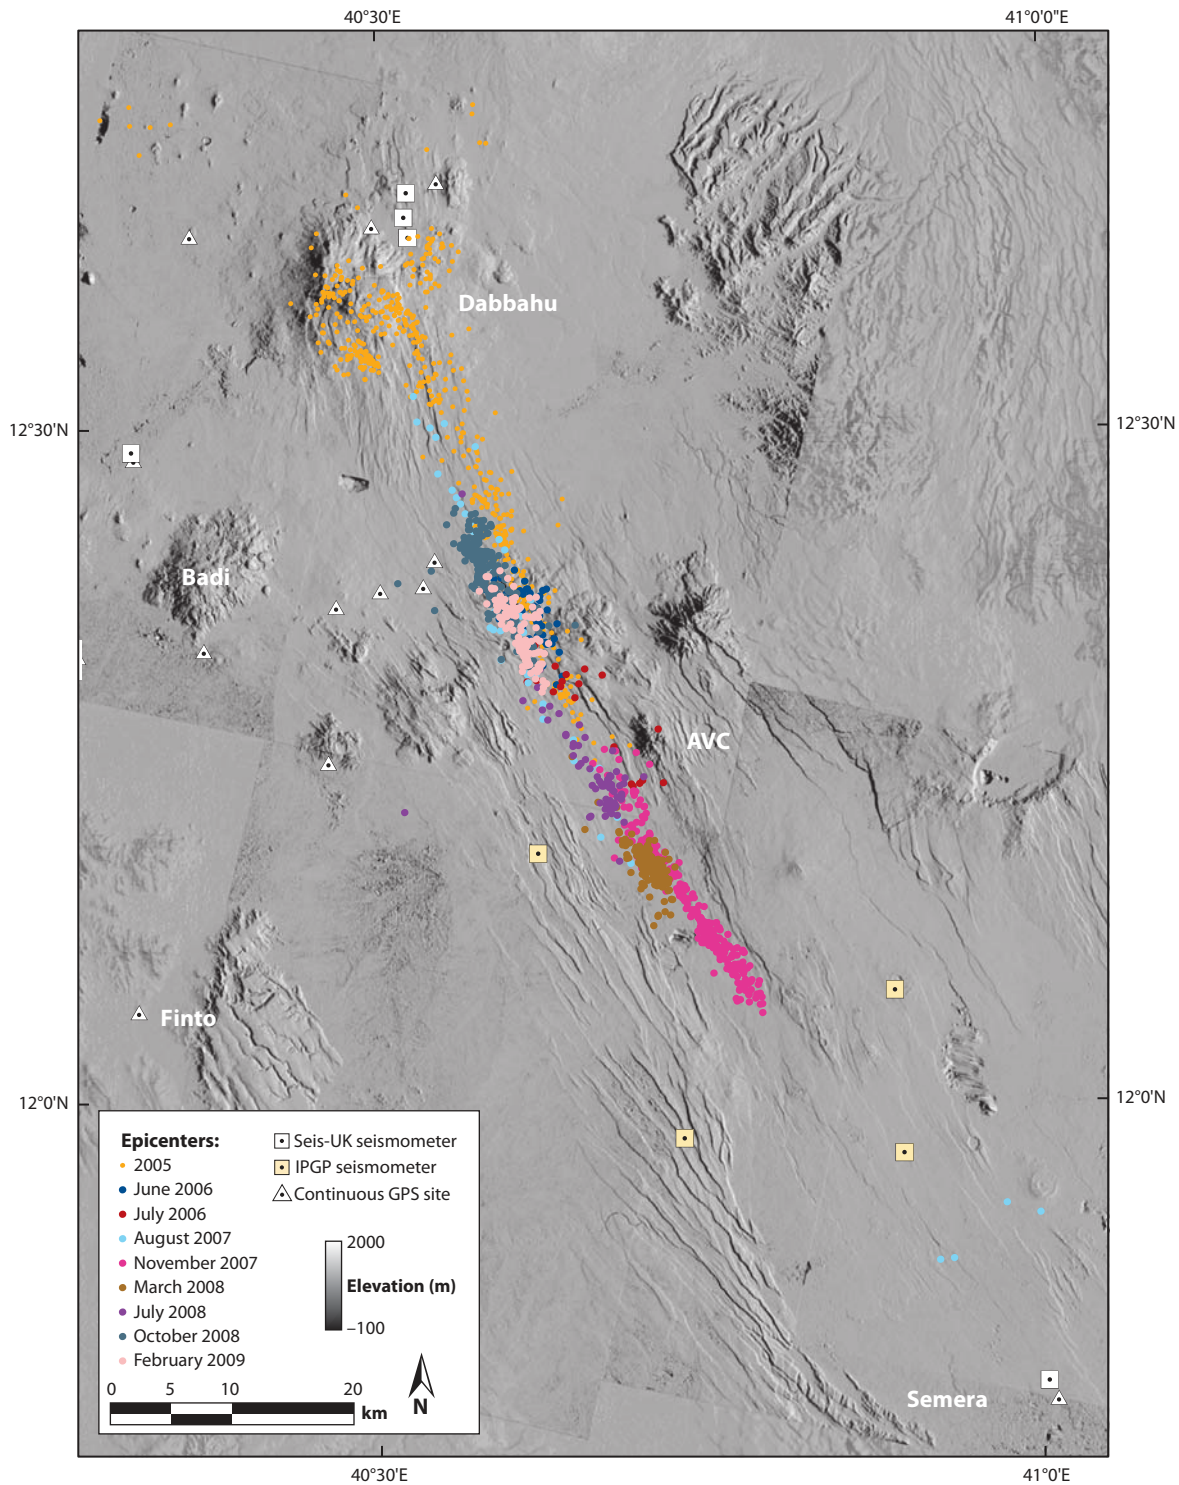 40°30'E 41°0'0"E
Dabbahu
12°30'N 12°30'N
Badi
AVC
Finto
12°0'N 12°0'N
Epicenters:
2005
June 2006
July 2006
August 2007
November 2007
March 2008
July 2008
October 2008
February 2009
Seis-UK seismometer
IPGP seismometer
Continuous GPS site
2000
Elevation (m)
–100
0 5 10 20
km
N
Semera
40°30'E 41°0'E